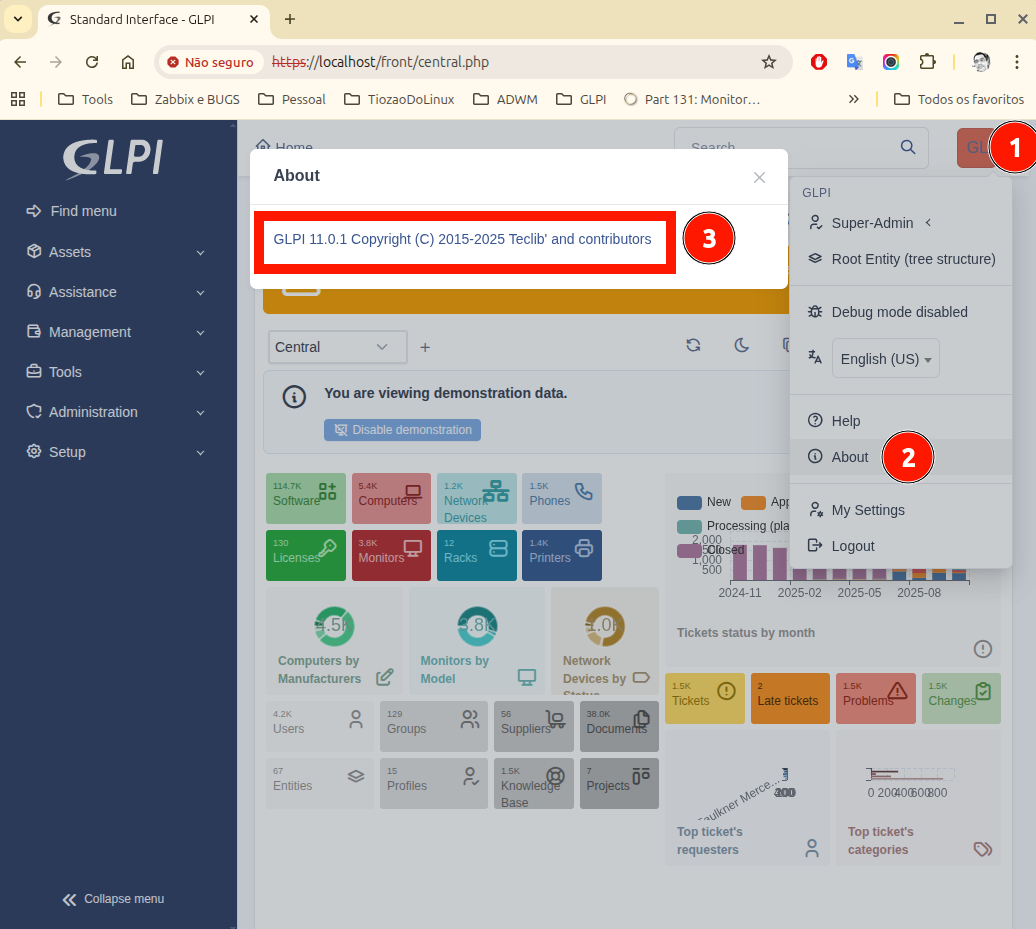 Standard Interface - GLPI
Não seguro
https://localhost/front/central.php
Tools
Zabbix e BUGS
Pessoal
TiozaoDoLinux
ADWM
GLPI
Part 131: Monitor…
Todos os favoritos
GLPI
Home
Search
GL
1
Find menu
Assets
Assistance
Management
Tools
Administration
Setup
Collapse menu
About
GLPI 11.0.1 Copyright (C) 2015-2025 Teclib' and contributors
3
GLPI
Super-Admin
Root Entity (tree structure)
Debug mode disabled
English (US)
Help
About
2
My Settings
Logout
Central
You are viewing demonstration data.
Disable demonstration
114.7K
Software
5.4K
Computers
1.2K
Network
Devices
1.5K
Phones
130
Licenses
3.8K
Monitors
12
Racks
1.4K
Printers
New
App
Processing (pla
Closed
2,000
1,000
500
2024-11
2025-02
2025-05
2025-08
Tickets status by month
Computers by
Manufacturers
Monitors by
Model
Network
Devices by
Status
4.2K
Users
129
Groups
56
Suppliers
38.0K
Documents
67
Entities
15
Profiles
1.5K
Knowledge
Base
7
Projects
1.5K
Tickets
2
Late tickets
1.5K
Problems
1.5K
Changes
Faulkner Merce...
Top ticket's
requesters
0 200 400 600 800
Top ticket's
categories